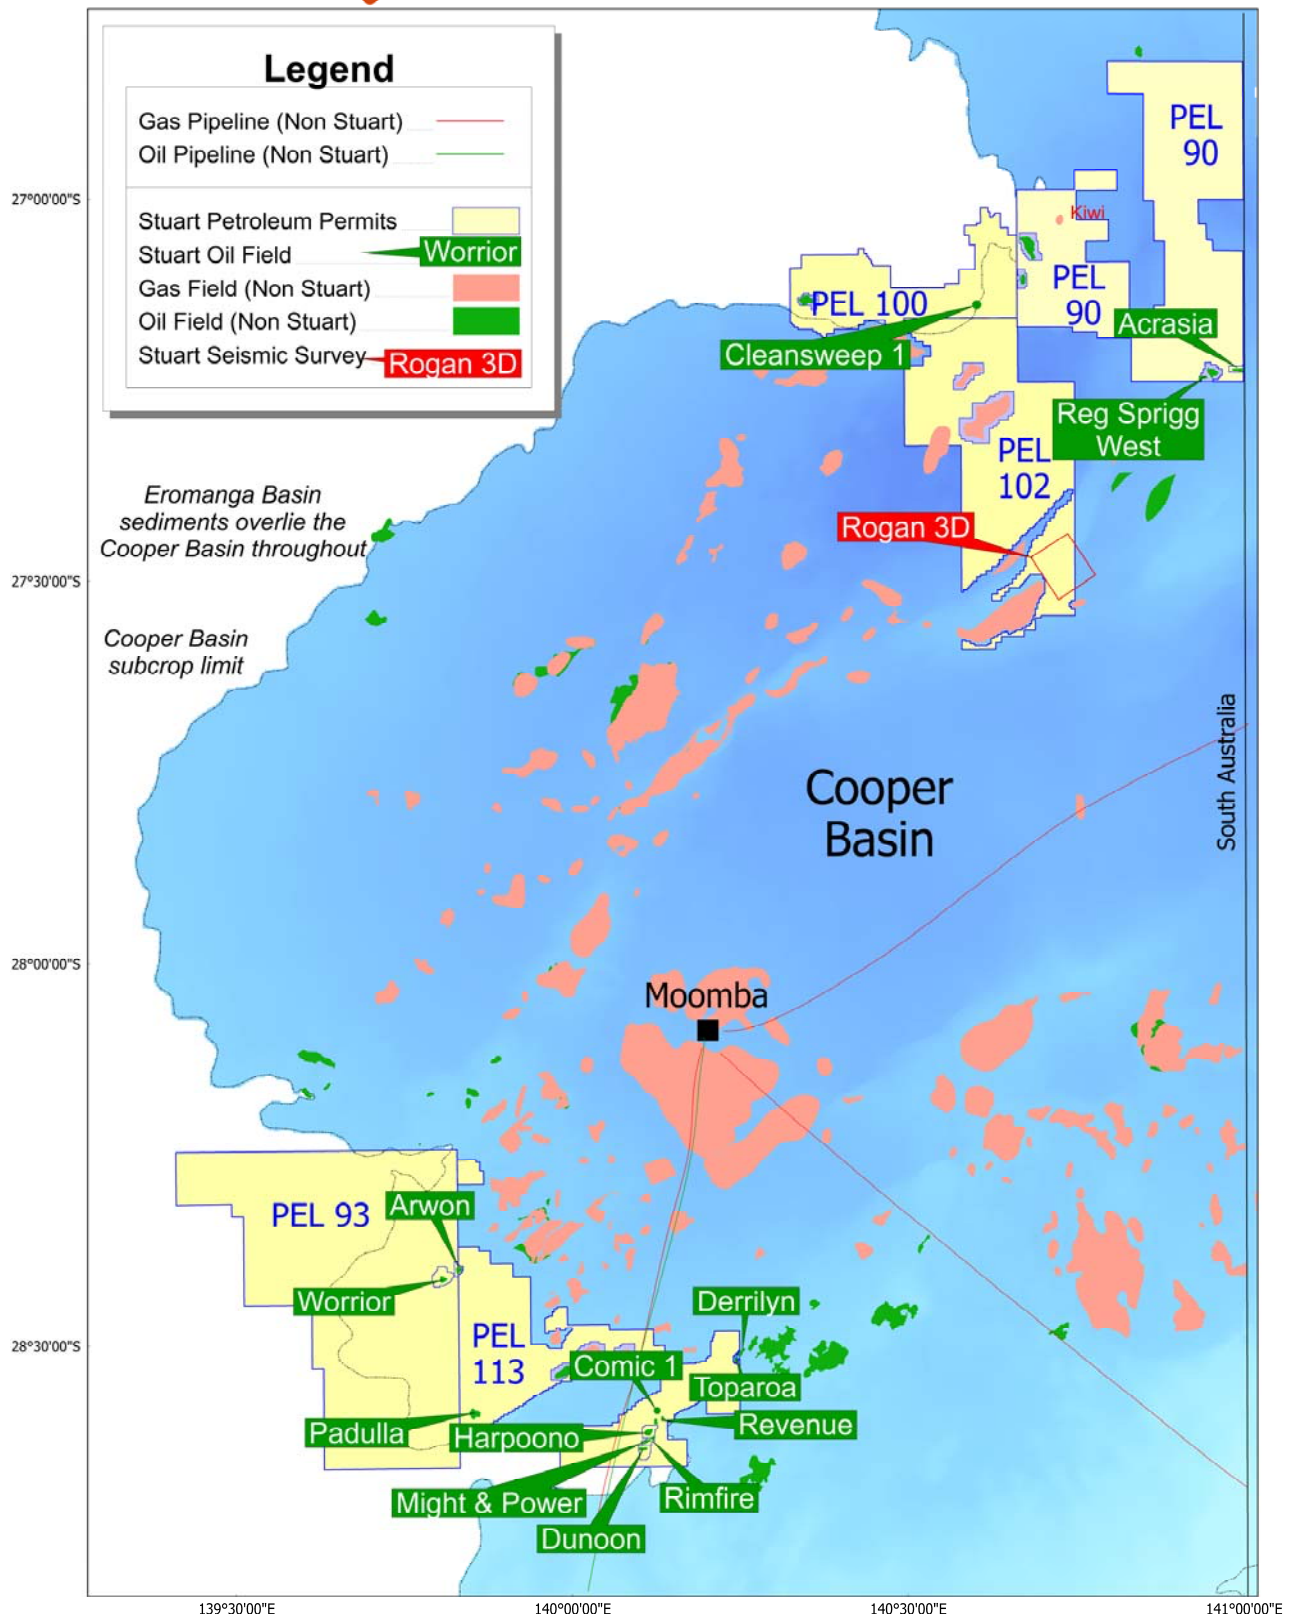 Legend
Gas Pipeline (Non Stuart)
Oil Pipeline (Non Stuart)
Stuart Petroleum Permits
Stuart Oil Field
Worrior
Gas Field (Non Stuart)
Oil Field (Non Stuart)
Stuart Seismic Survey
Rogan 3D
PEL
90
27°00'00"S
Kiwi
PEL
90
PEL 100
Acrasia
Cleansweep 1
Reg Sprigg
West
PEL
102
Eromanga Basin
sediments overlie the
Cooper Basin throughout
Rogan 3D
27°30'00"S
Cooper Basin
subcrop limit
South Australia
Cooper
Basin
28°00'00"S
Moomba
PEL 93
Arwon
Worrior
Derrilyn
28°30'00"S
PEL
113
Comic 1
Toparoa
Padulla
Harpoono
Revenue
Might & Power
Rimfire
Dunoon
139°30'00"E
140°00'00"E
140°30'00"E
141°00'00"E